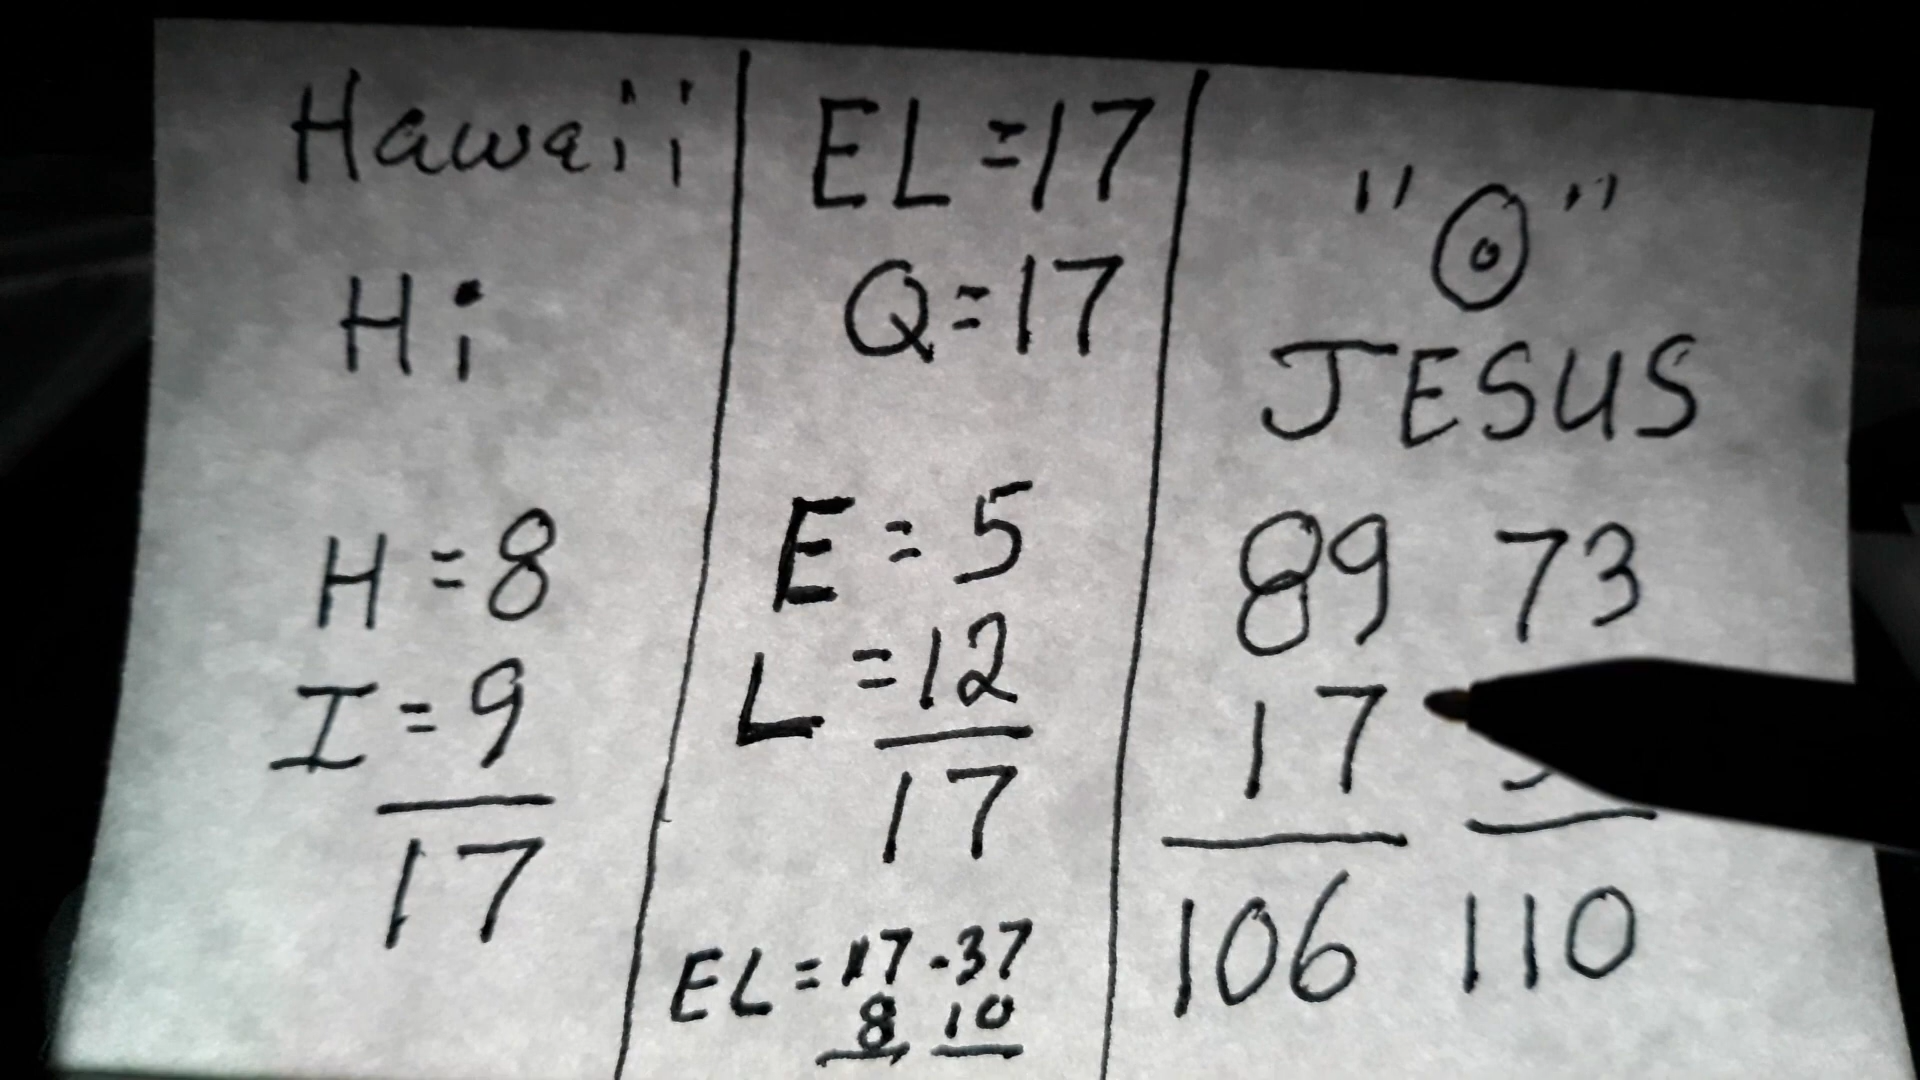 Hawaii
Hi
H = 8
I = 9
17
EL = 17
Q = 17
E = 5
L = 12
17
EL = 17 - 37
8 10
"O"
JESUS
89 73
17
106 110